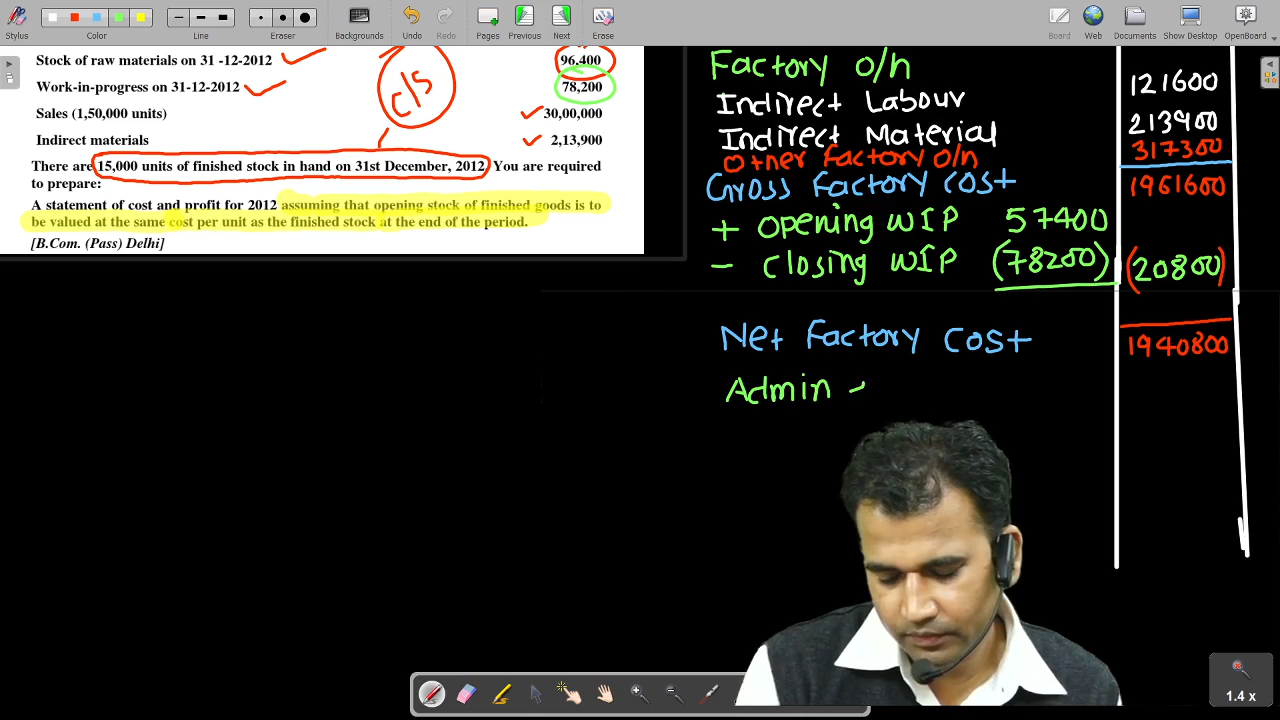 Stylus
Color
Line
Eraser
Backgrounds
Undo
Pages
Previous
Next
Erase
Board
Web
Documents
Show Desktop
OpenBoard
Stock of raw materials on 31 -12-2012 96,400
Work-in-progress on 31-12-2012 78,200
Sales (1,50,000 units) 30,00,000
Indirect materials 2,13,900
There are 15,000 units of finished stock in hand on 31st December, 2012. You are required
to prepare:
A statement of cost and profit for 2012 assuming that opening stock of finished goods is to
be valued at the same cost per unit as the finished stock at the end of the period.
[B.Com. (Pass) Delhi]
C/S
Factory o/h
Indirect Labour 121600
Indirect Material 213900
Other factory o/h 317300
Gross Factory Cost 1961600
+ Opening WIP 57400
- Closing WIP (78200) (20800)
Net Factory Cost 1940800
Admin -
1.4 x